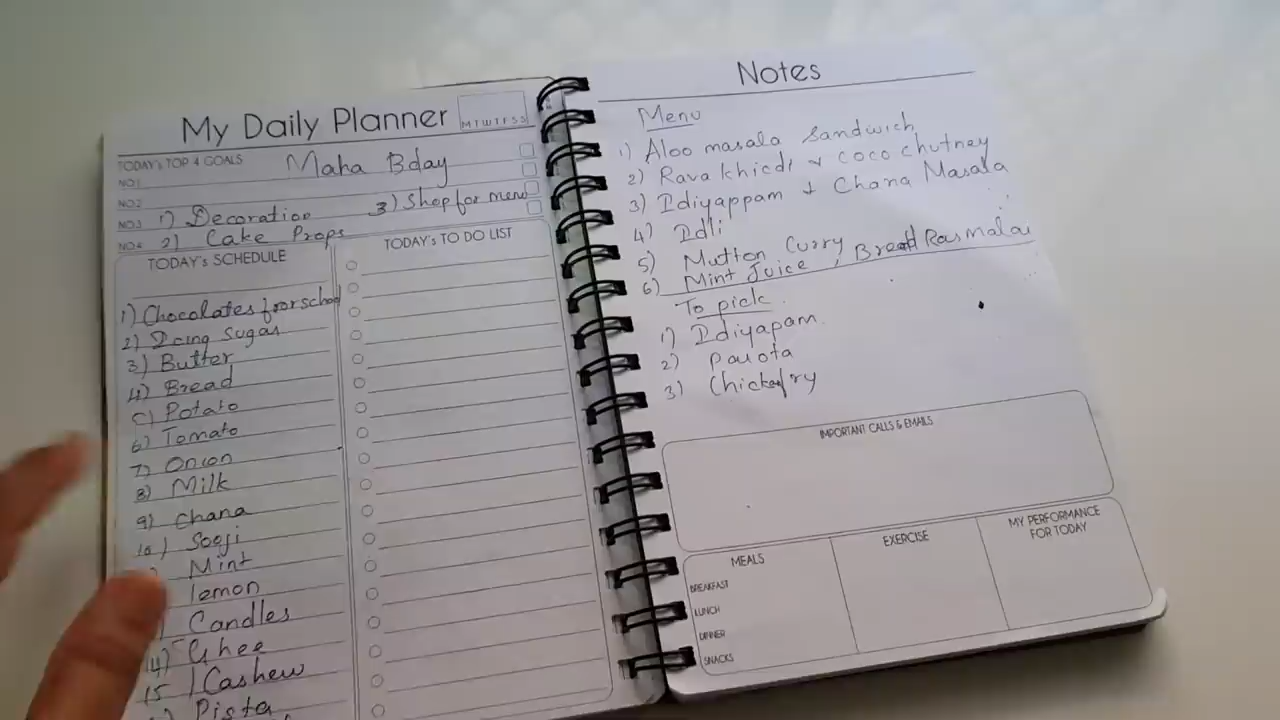 My Daily Planner
M T W T F S S
TODAY's TOP 4 GOALS
Maha Bday
NO.1
NO.2
NO.3 1) Decoration 3) Shop for menu
NO.4 2) Cake Props
TODAY's SCHEDULE
1) Chocolates for school
2) Icing Sugar
3) Butter
4) Bread
5) Potato
6) Tomato
7) Onion
8) Milk
9) Chana
10) Sooji
Mint
lemon
Candles
14) Ghee
15) Cashew
Pista
TODAY's TO DO LIST
Notes
Menu
1) Aloo masala Sandwich
2) Rava khicdi + Coco chutney
3) Idiyappam + Chana Masala
4) Idli
5) Mutton Curry
6) Mint Juice, Bread Rasmalai
To pick
1) Idiyapam
2) Parota
3) Chicken fry
IMPORTANT CALLS & EMAILS
MEALS
BREAKFAST
LUNCH
DINNER
SNACKS
EXERCISE
MY PERFORMANCE
FOR TODAY